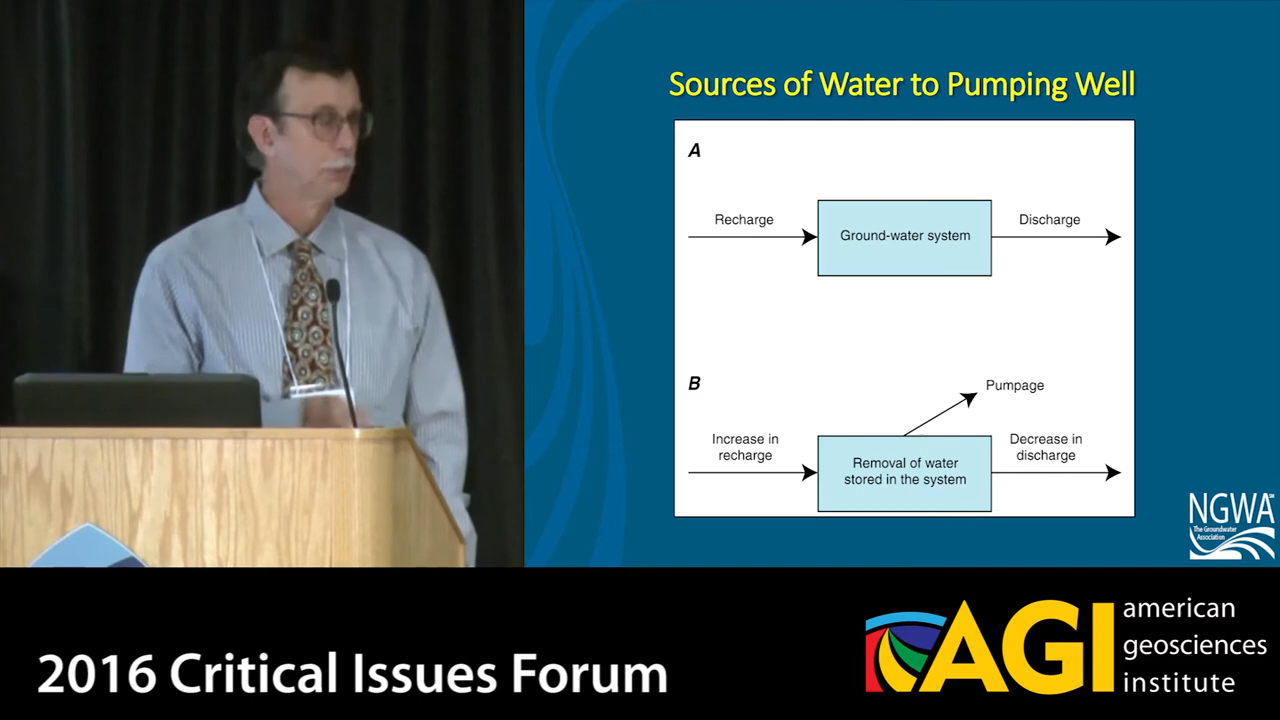 Sources of Water to Pumping Well
A
Recharge
Ground-water system
Discharge
B
Pumpage
Increase in
recharge
Removal of water
stored in the system
Decrease in
discharge
NGWA
The Groundwater
Association
2016 Critical Issues Forum
AGI
american
geosciences
institute